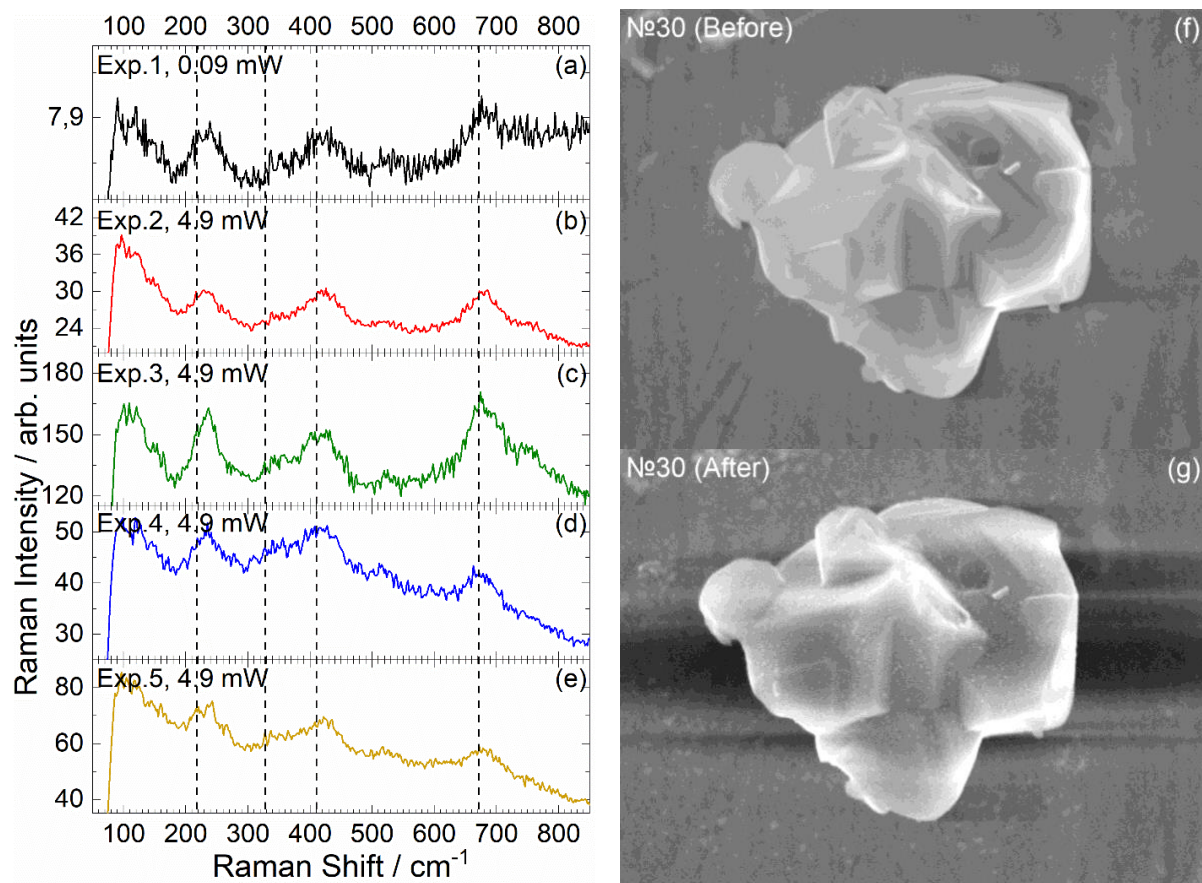 100 200 300 400 500 600 700 800
Exp.1, 0.09 mW (a)
7,9
Exp.2, 4.9 mW (b)
42
36
30
24
Exp.3, 4.9 mW (c)
180
150
120
Exp.4, 4.9 mW (d)
50
40
30
Exp.5, 4.9 mW (e)
80
60
40
100 200 300 400 500 600 700 800
Raman Shift / cm⁻¹
Raman Intensity / arb. units
№30 (Before) (f)
№30 (After) (g)